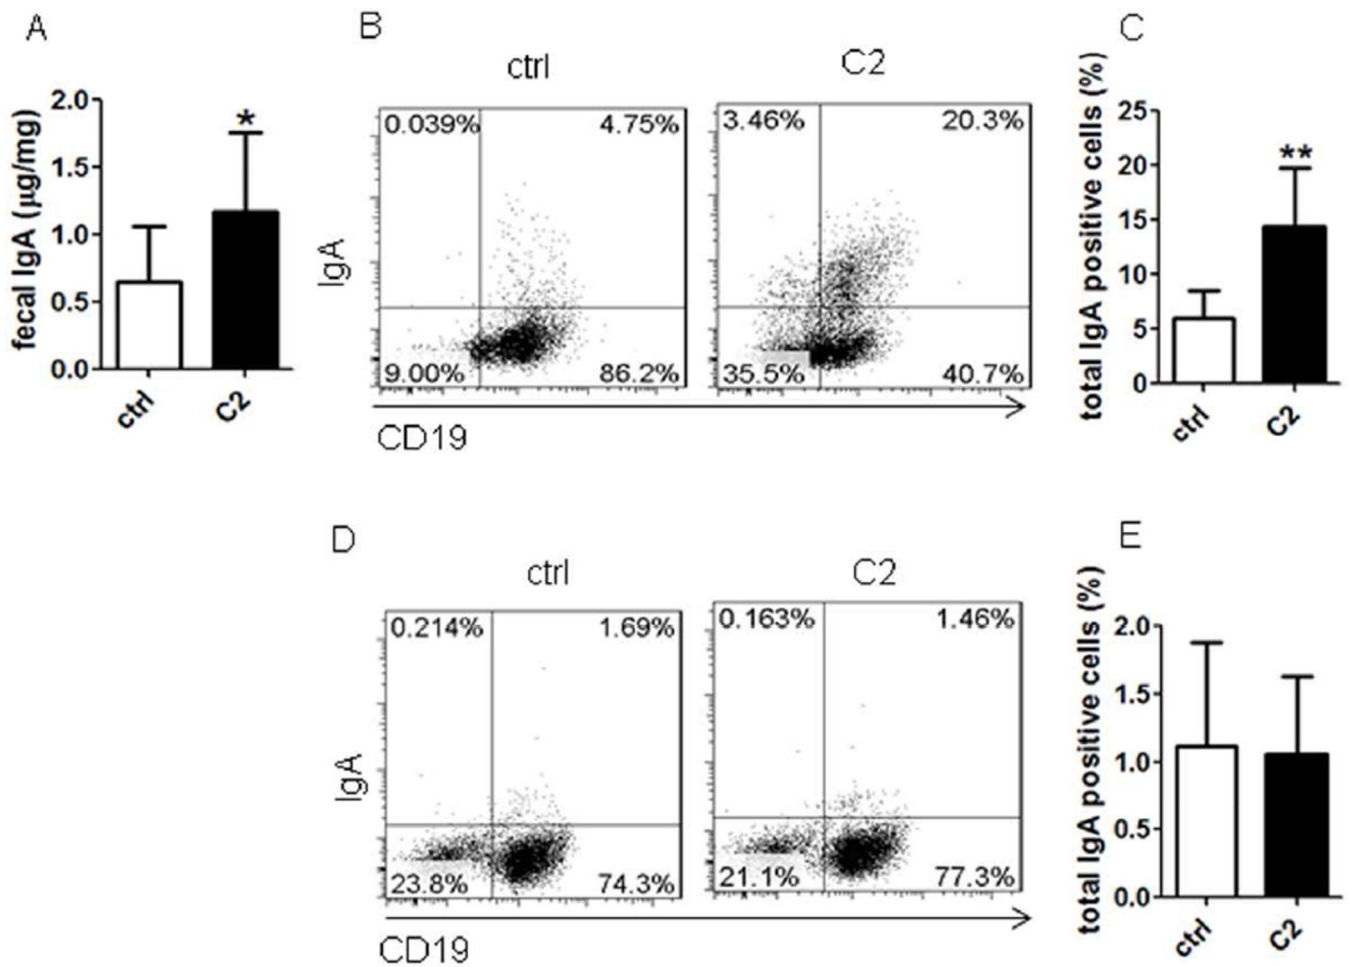 A
fecal IgA (µg/mg)
2.0
1.5
1.0
0.5
0.0
*
ctrl
C2
B
ctrl
C2
IgA
0.039%
4.75%
9.00%
86.2%
3.46%
20.3%
35.5%
40.7%
CD19
C
total IgA positive cells (%)
25
20
15
10
5
0
**
ctrl
C2
D
ctrl
C2
IgA
0.214%
1.69%
23.8%
74.3%
0.163%
1.46%
21.1%
77.3%
CD19
E
total IgA positive cells (%)
2.0
1.5
1.0
0.5
0.0
ctrl
C2